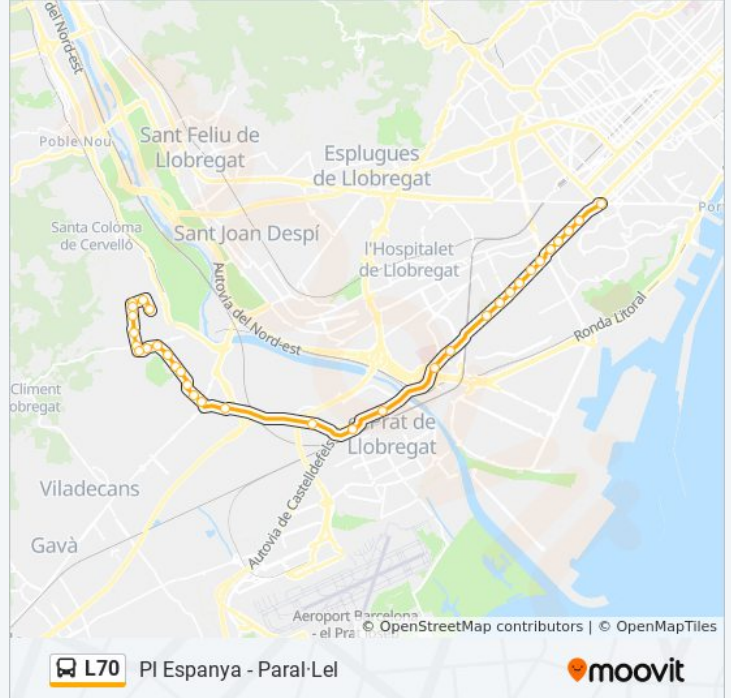 del Nord-est
Poble Nou
Sant Feliu de
Llobregat
Esplugues
de Llobregat
Port
Santa Coloma
de Cervelló
Sant Joan Despí
l'Hospitalet
de Llobregat
Autovia del Nord-est
Ronda Litoral
Climent
obregat
Prat de
Llobregat
Viladecans
Autovia de Castelldefels
Gavà
Aeroport Barcelona
- el Prat Josep
© OpenStreetMap contributors | © OpenMapTiles
L70 Pl Espanya - Paral·Lel
moovit